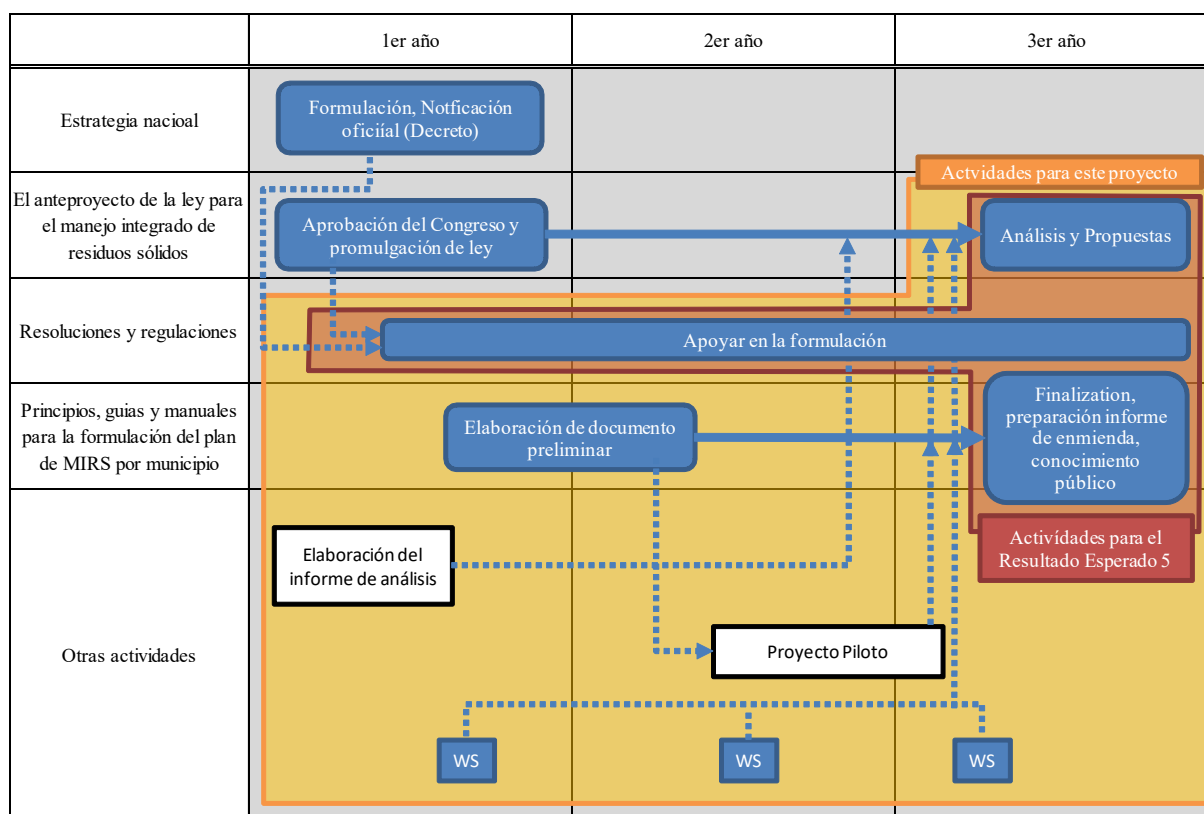 1er año
2er año
3er año
Estrategia nacioal
Formulación, Notficación
oficiíal (Decreto)
Actvidades para este proyecto
El anteproyecto de la ley para
el manejo integrado de
residuos sólidos
Aprobación del Congreso y
promulgación de ley
Análisis y Propuestas
Resoluciones y regulaciones
Apoyar en la formulación
Principios, guias y manuales
para la formulación del plan
de MIRS por municipio
Elaboración de documento
preliminar
Finalization,
preparación informe
de enmienda,
conocimiento
público
Activídades para el
Resultado Esperado 5
Elaboración del
informe de análisis
Otras actividades
Proyecto Piloto
WS
WS
WS